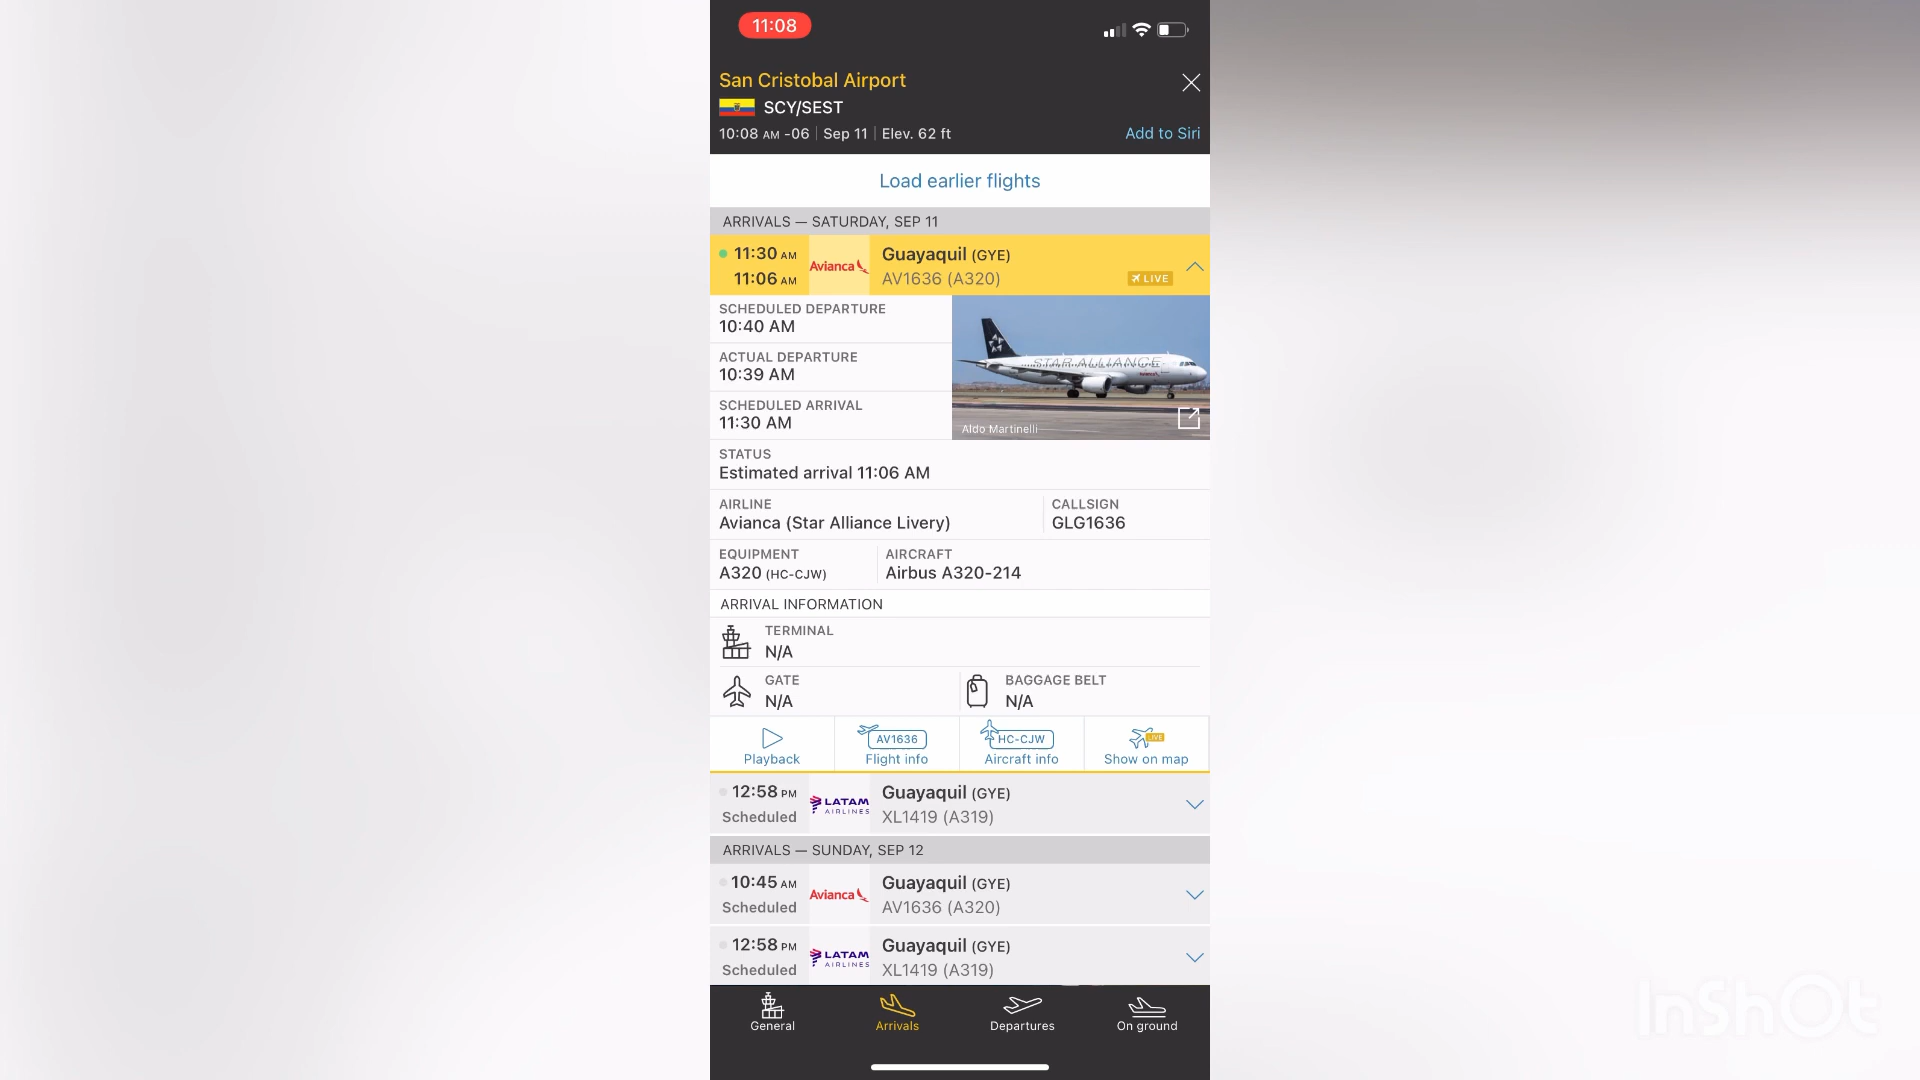 11:08
San Cristobal Airport
SCY/SEST
10:08 AM -06 | Sep 11 | Elev. 62 ft
Add to Siri
Load earlier flights
ARRIVALS — SATURDAY, SEP 11
11:30 AM
11:06 AM
Avianca
Guayaquil (GYE)
AV1636 (A320)
LIVE
SCHEDULED DEPARTURE
10:40 AM
ACTUAL DEPARTURE
10:39 AM
SCHEDULED ARRIVAL
11:30 AM
STAR ALLIANCE
Aldo Martinelli
STATUS
Estimated arrival 11:06 AM
AIRLINE
Avianca (Star Alliance Livery)
CALLSIGN
GLG1636
EQUIPMENT
A320 (HC-CJW)
AIRCRAFT
Airbus A320-214
ARRIVAL INFORMATION
TERMINAL
N/A
GATE
N/A
BAGGAGE BELT
N/A
Playback
AV1636
Flight info
HC-CJW
Aircraft info
LIVE
Show on map
12:58 PM
Scheduled
LATAM
AIRLINES
Guayaquil (GYE)
XL1419 (A319)
ARRIVALS — SUNDAY, SEP 12
10:45 AM
Scheduled
Avianca
Guayaquil (GYE)
AV1636 (A320)
12:58 PM
Scheduled
LATAM
AIRLINES
Guayaquil (GYE)
XL1419 (A319)
General
Arrivals
Departures
On ground
InShOt